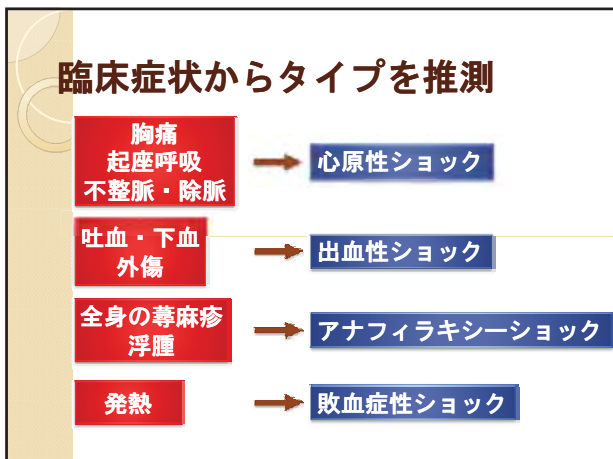 臨床症状からタイプを推測
胸痛
起座呼吸
不整脈・除脈
心原性ショック
吐血・下血
外傷
出血性ショック
全身の蕁麻疹
浮腫
アナフィラキシーショック
発熱
敗血症性ショック